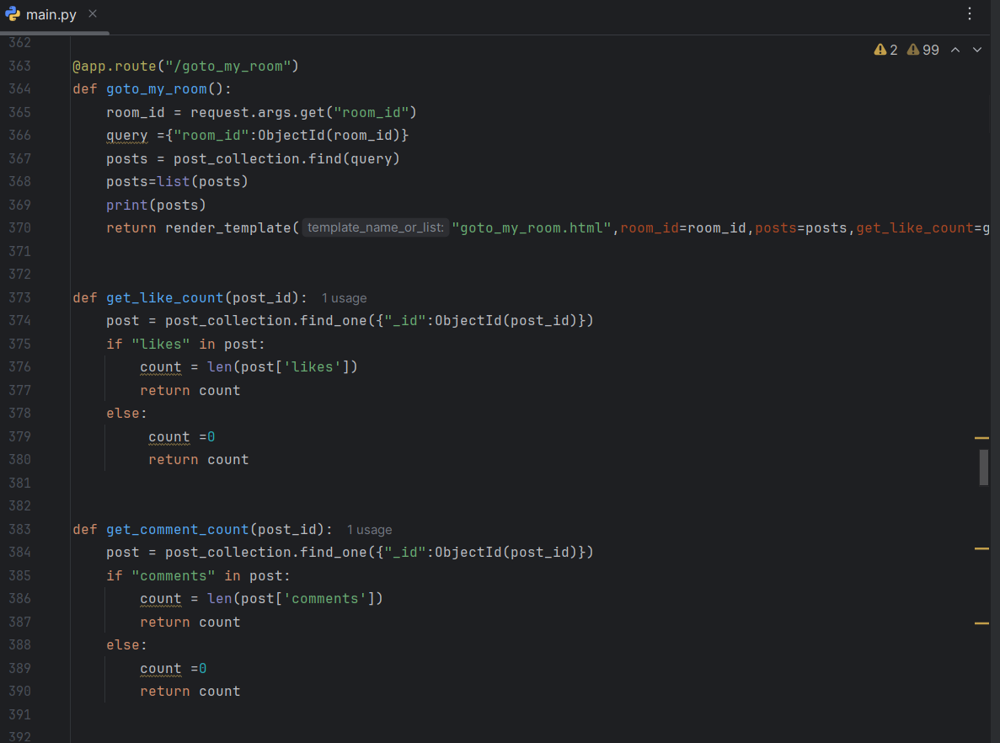 main.py
2 99
362
363 @app.route("/goto_my_room")
364 def goto_my_room():
365 room_id = request.args.get("room_id")
366 query ={"room_id":ObjectId(room_id)}
367 posts = post_collection.find(query)
368 posts=list(posts)
369 print(posts)
370 return render_template( template_name_or_list: "goto_my_room.html",room_id=room_id,posts=posts,get_like_count=g
371
372
373 def get_like_count(post_id): 1 usage
374 post = post_collection.find_one({"_id":ObjectId(post_id)})
375 if "likes" in post:
376 count = len(post['likes'])
377 return count
378 else:
379 count =0
380 return count
381
382
383 def get_comment_count(post_id): 1 usage
384 post = post_collection.find_one({"_id":ObjectId(post_id)})
385 if "comments" in post:
386 count = len(post['comments'])
387 return count
388 else:
389 count =0
390 return count
391
392